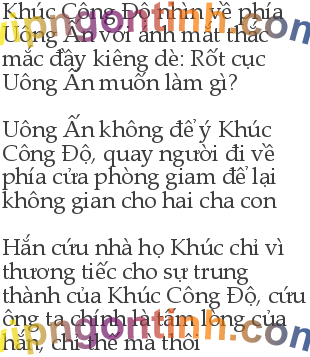 Khúc Công Độ nhìn về phía
Uông Ấn với ánh mắt thắc
mắc đầy kiêng dè: Rốt cục
Uông Ấn muốn làm gì?

Uông Ấn không để ý Khúc
Công Độ, quay người đi về
phía cửa phòng giam để lại
không gian cho hai cha con

Hắn cứu nhà họ Khúc chỉ vì
thương tiếc cho sự trung
thành của Khúc Công Độ, cứu
ông ta chính là tấm lòng của
hắn, chỉ thế mà thôi